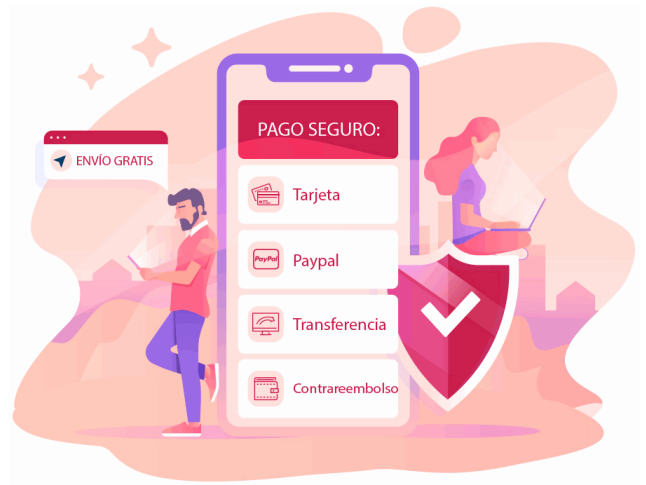 PAGO SEGURO:
ENVÍO GRATIS
Tarjeta
PayPal
Paypal
Transferencia
Contrareembolso